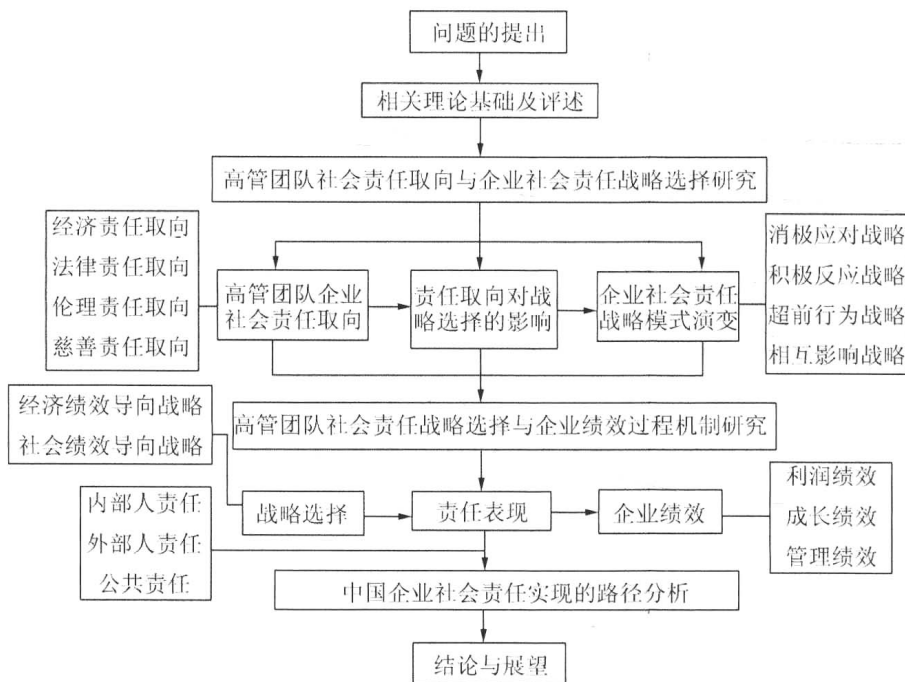 问题的提出
相关理论基础及评述
高管团队社会责任取向与企业社会责任战略选择研究
经济责任取向
法律责任取向
伦理责任取向
慈善责任取向
高管团队企业
社会责任取向
责任取向对战
略选择的影响
企业社会责任
战略模式演变
消极应对战略
积极反应战略
超前行为战略
相互影响战略
经济绩效导向战略
社会绩效导向战略
高管团队社会责任战略选择与企业绩效过程机制研究
内部人责任
外部人责任
公共责任
战略选择
责任表现
企业绩效
利润绩效
成长绩效
管理绩效
中国企业社会责任实现的路径分析
结论与展望